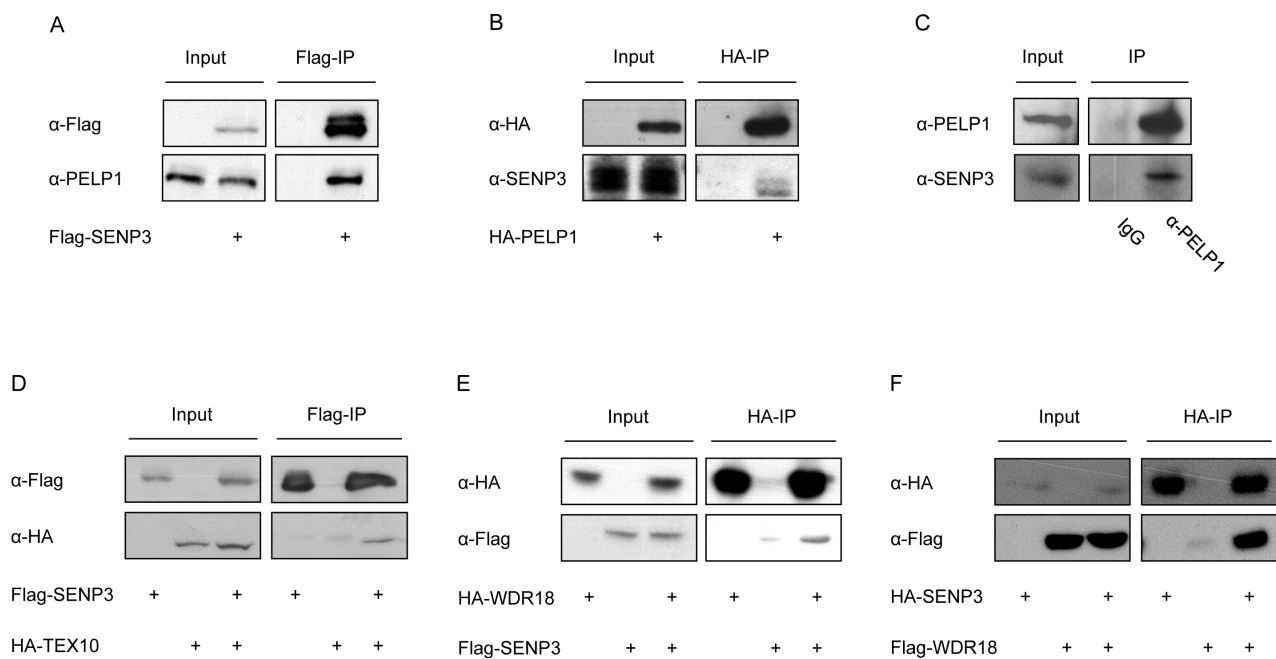 A
Input Flag-IP
α-Flag
α-PELP1
Flag-SENP3 + +
B
Input HA-IP
α-HA
α-SENP3
HA-PELP1 + +
C
Input IP
α-PELP1
α-SENP3
IgG α-PELP1
D
Input Flag-IP
α-Flag
α-HA
Flag-SENP3 + + + +
HA-TEX10 + + + +
E
Input HA-IP
α-HA
α-Flag
HA-WDR18 + + + +
Flag-SENP3 + + + +
F
Input HA-IP
α-HA
α-Flag
HA-SENP3 + + + +
Flag-WDR18 + + + +